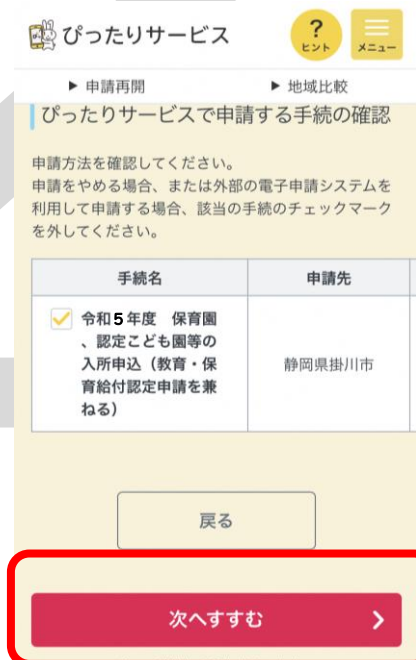 ぴったりサービス
?
ヒント
メニュー
▶ 申請再開
▶ 地域比較
ぴったりサービスで申請する手続の確認
申請方法を確認してください。
申請をやめる場合、または外部の電子申請システムを
利用して申請する場合、該当の手続のチェックマーク
を外してください。
手続名
申請先
令和5年度 保育園
、認定こども園等の
入所申込（教育・保
育給付認定申請を兼
ねる）
静岡県掛川市
戻る
次へすすむ